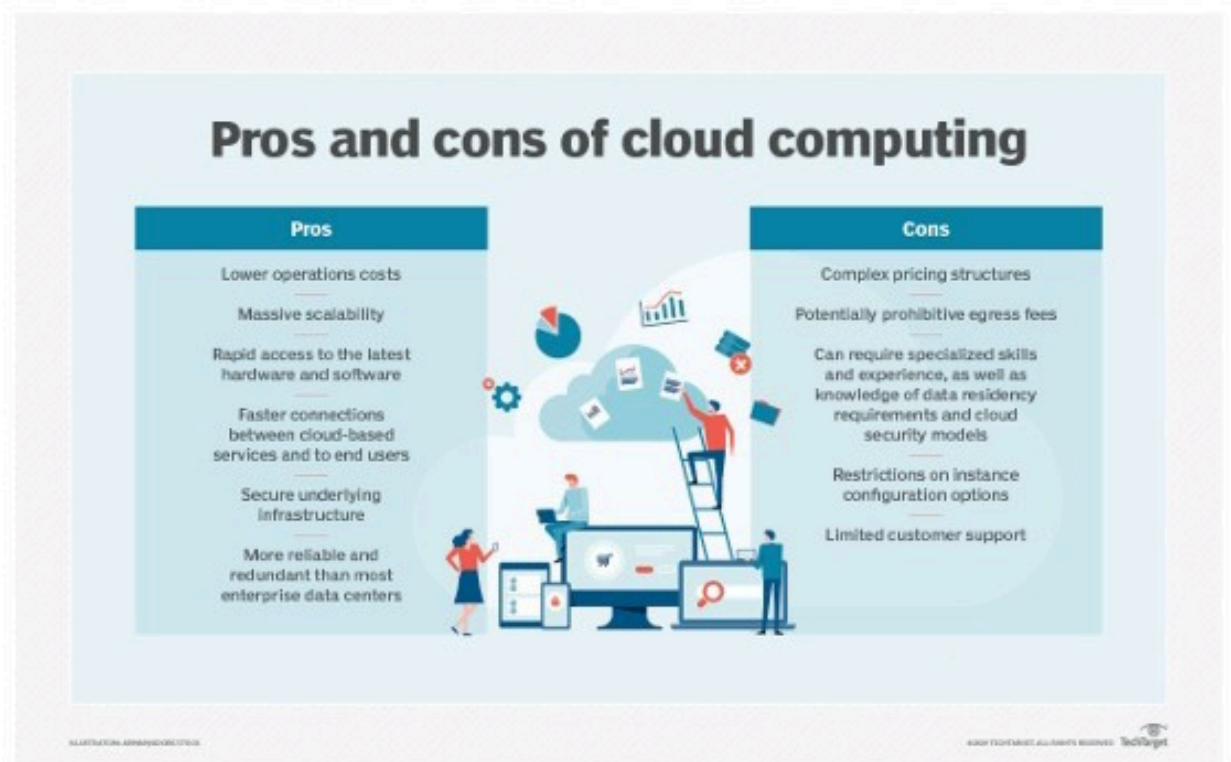 Pros and cons of cloud computing
Pros
Lower operations costs
Massive scalability
Rapid access to the latest
hardware and software
Faster connections
between cloud-based
services and to end users
Secure underlying
infrastructure
More reliable and
redundant than most
enterprise data centers
Cons
Complex pricing structures
Potentially prohibitive egress fees
Can require specialized skills
and experience, as well as
knowledge of data residency
requirements and cloud
security models
Restrictions on instance
configuration options
Limited customer support
TECHTARGET. ALL RIGHTS RESERVED TechTarget